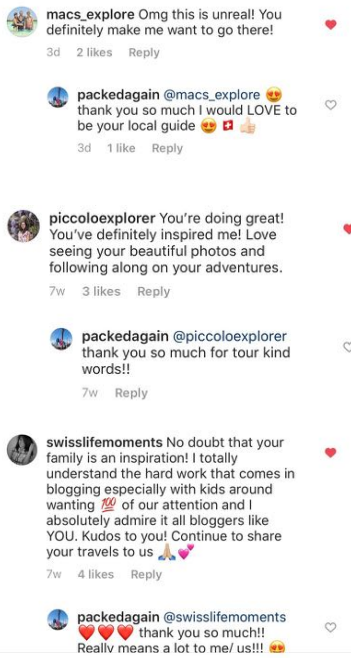 macs_explore Omg this is unreal! You
definitely make me want to go there!
3d 2 likes Reply
packedagain @macs_explore 😍
thank you so much I would LOVE to
be your local guide 😍 🇨🇭 👍🏻
3d 1 like Reply
piccoloexplorer You're doing great!
You've definitely inspired me! Love
seeing your beautiful photos and
following along on your adventures.
7w 3 likes Reply
packedagain @piccoloexplorer
thank you so much for tour kind
words!!
7w Reply
swisslifemoments No doubt that your
family is an inspiration! I totally
understand the hard work that comes in
blogging especially with kids around
wanting 💯 of our attention and I
absolutely admire it all bloggers like
YOU. Kudos to you! Continue to share
your travels to us 🙏🏼 💕
7w 4 likes Reply
packedagain @swisslifemoments
❤️❤️❤️ thank you so much!!
Really means a lot to me/ us!!! 😍